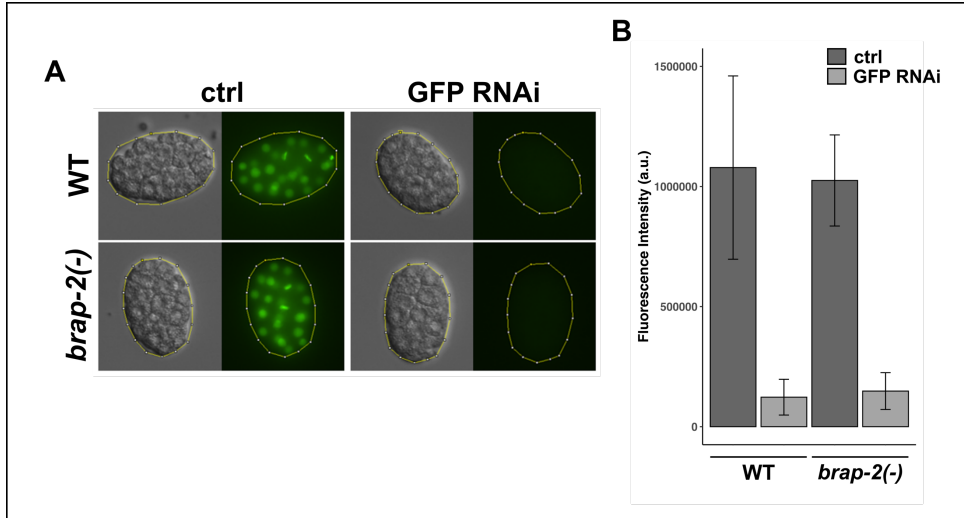 A
ctrl
GFP RNAi
WT
brap-2(-)
B
ctrl
GFP RNAi
Fluorescence Intensity (a.u.)
1500000
1000000
500000
0
WT
brap-2(-)